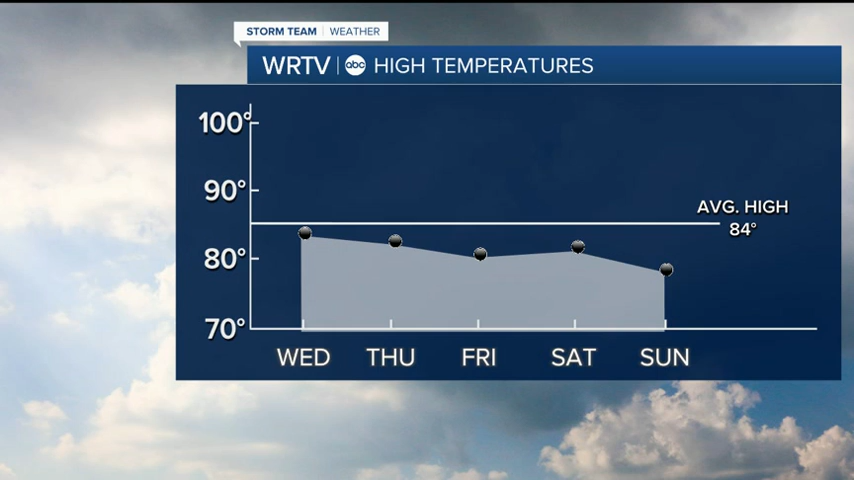 STORM TEAM | WEATHER
WRTV | abc HIGH TEMPERATURES
100°
90°
AVG. HIGH
84°
80°
70°
WED THU FRI SAT SUN